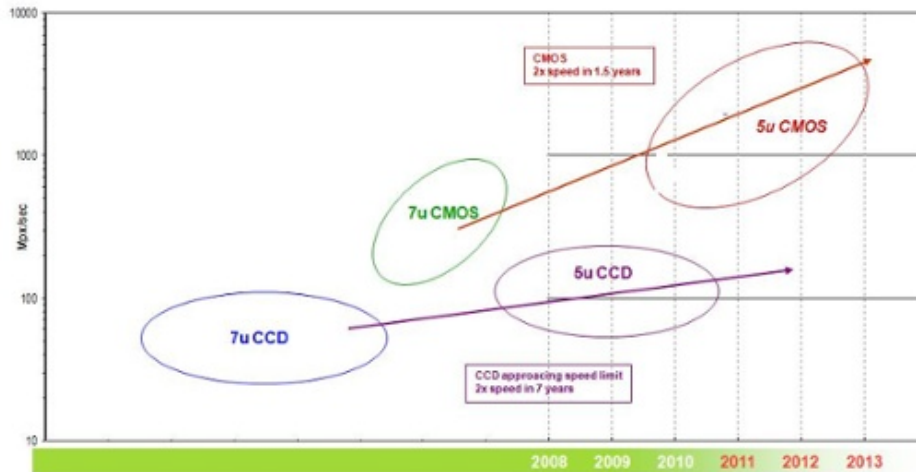 10000
CMOS
2x speed in 1.5 years
5u CMOS
1000
7u CMOS
Mpx/sec
5u CCD
100
7u CCD
CCD approacing speed limit
2x speed in 7 years
10
2008 2009 2010 2011 2012 2013